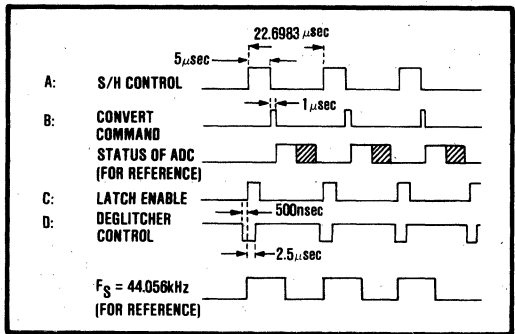 22.6983 μsec
5μsec
A: S/H CONTROL
1μsec
B: CONVERT
COMMAND
STATUS OF ADC
(FOR REFERENCE)
C: LATCH ENABLE
500nsec
D: DEGLITCHER
CONTROL
2.5μsec
FS = 44.056kHz
(FOR REFERENCE)